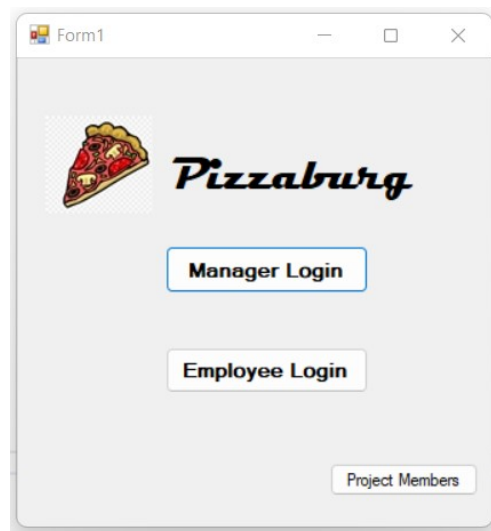 Form1
Pizzaburg
Manager Login
Employee Login
Project Members